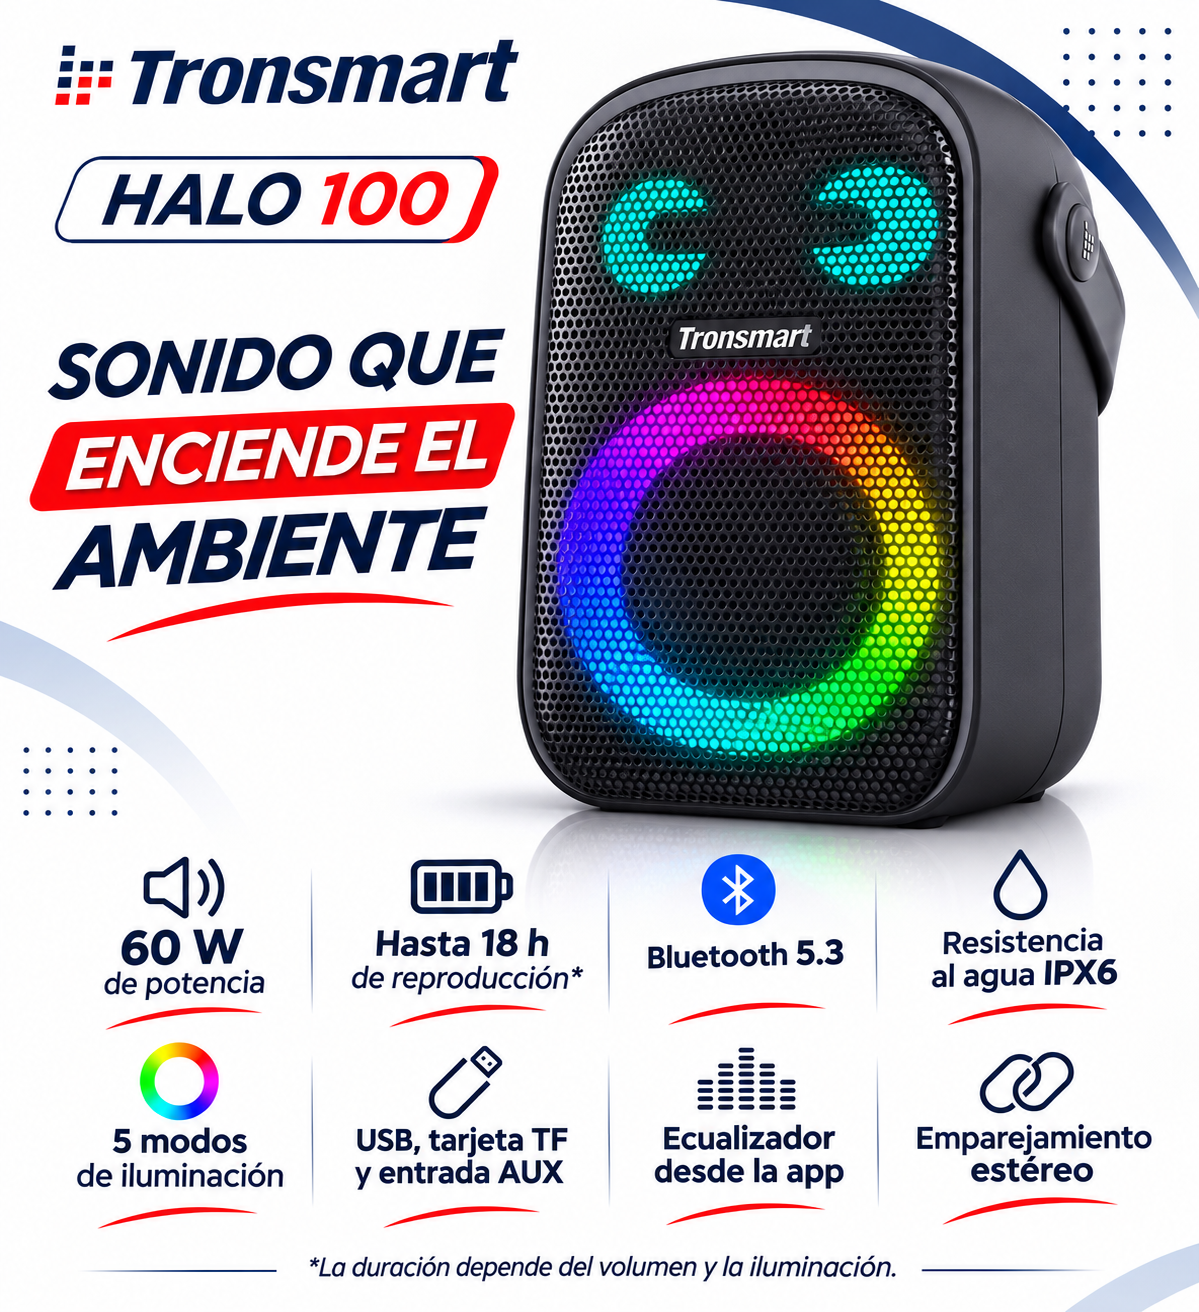 Tronsmart
HALO 100
SONIDO QUE
ENCIENDE EL
AMBIENTE
Tronsmart
60 W
de potencia
Hasta 18 h
de reproducción*
Bluetooth 5.3
Resistencia
al agua IPX6
5 modos
de iluminación
USB, tarjeta TF
y entrada AUX
Ecualizador
desde la app
Emparejamiento
estéreo
*La duración depende del volumen y la iluminación.